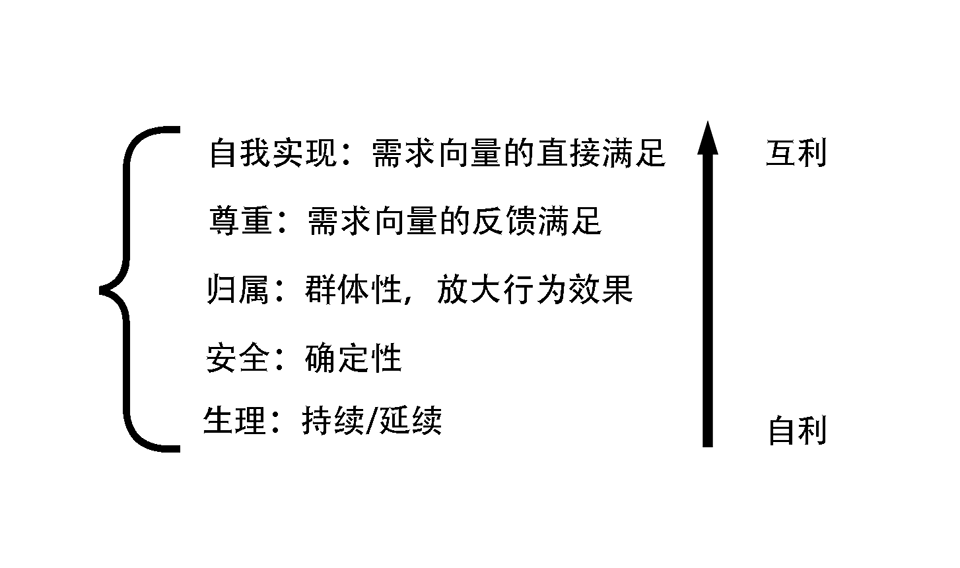 自我实现：需求向量的直接满足
互利
尊重：需求向量的反馈满足
归属：群体性，放大行为效果
安全：确定性
生理：持续/延续
自利